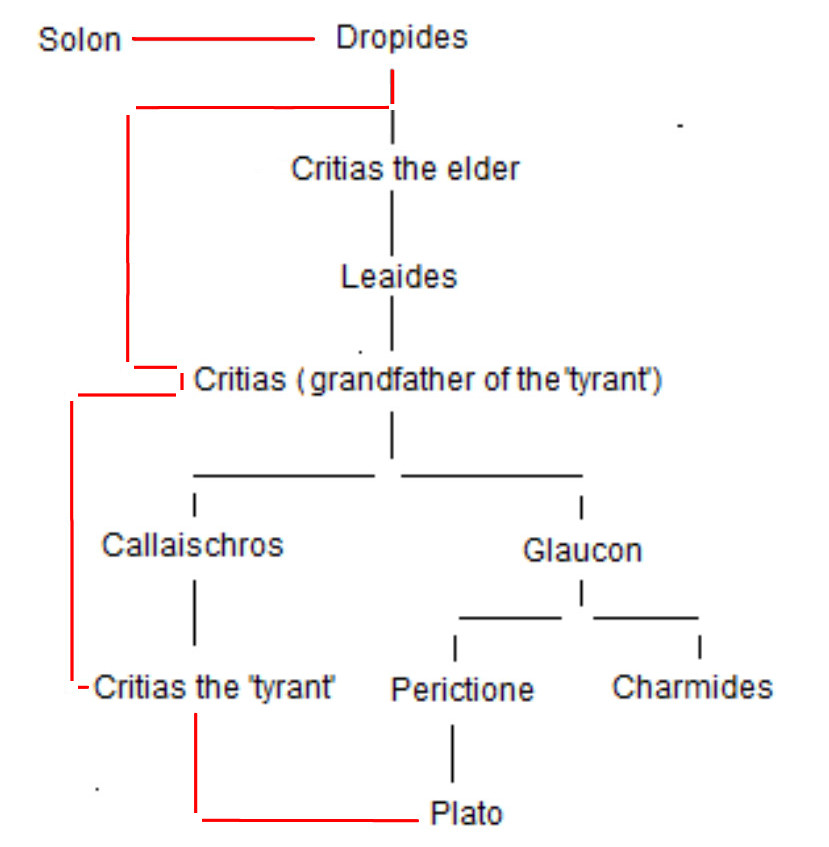 Solon Dropides
Critias the elder
Leaides
Critias ( grandfather of the 'tyrant')
Callaischros Glaucon
Critias the 'tyrant' Perictione Charmides
Plato